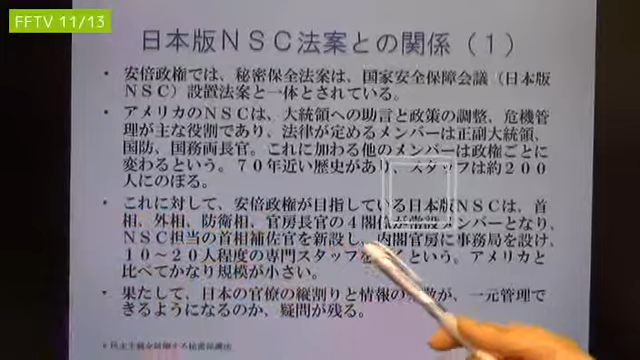 FFTV 11/13
日本版NSC法案との関係(1)
・ 安倍政権では、秘密保全法案は、国家安全保障会議(日本版
NSC)設置法案と一体とされている。
・ アメリカのNSCは、大統領への助言と政策の調整、危機管
理が主な役割であり、法律が定めるメンバーは正副大統領、
国防、国務両長官。これに加わる他のメンバーは政権ごとに
変わるという。70年近い歴史があり、スタッフは約200
人にのぼる。
・ これに対して、安倍政権が目指している日本版NSCは、首
相、外相、防衛相、官房長官の4閣僚が常設メンバーとなり、
NSC担当の首相補佐官を新設し、内閣官房に事務局を設け、
10~20人程度の専門スタッフを くという。アメリカと
比べてかなり規模が小さい。
・ 果たして、日本の官僚の縦割りと情報の が、一元管理で
きるようになるのか、疑問が残る。